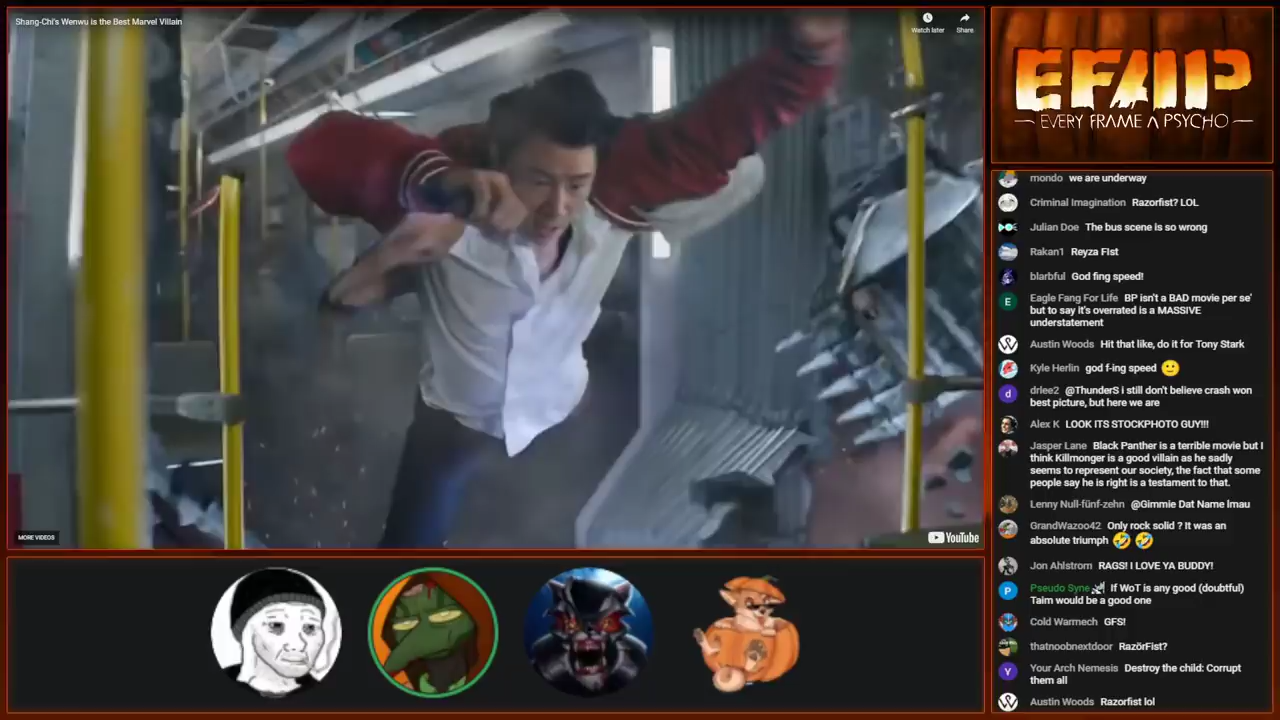 Shang-Chi's Wenwu is the Best Marvel Villain
Watch later
Share
MORE VIDEOS
YouTube
EFAP
EVERY FRAME A PSYCHO
mondo we are underway
Criminal Imagination Razorfist? LOL
Julian Doe The bus scene is so wrong
Rakan1 Reyza FIst
blarbful God fing speed!
Eagle Fang For Life BP isn't a BAD movie per se'
but to say it's overrated is a MASSIVE
understatement
Austin Woods Hit that like, do it for Tony Stark
Kyle Herlin god f-ing speed 🙂
drlee2 @ThunderS i still don't believe crash won
best picture, but here we are
Alex K LOOK ITS STOCKPHOTO GUY!!!
Jasper Lane Black Panther is a terrible movie but I
think Killmonger is a good villain as he sadly
seems to represent our society, the fact that some
people say he is right is a testament to that.
Lenny Null-fünf-zehn @Gimmie Dat Name lmau
GrandWazoo42 Only rock solid ? It was an
absolute triumph 🤣 🤣
Jon Ahlstrom RAGS! I LOVE YA BUDDY!
Pseudo Syne If WoT is any good (doubtful)
Taim would be a good one
Cold Warmech GFS!
thatnoobnextdoor RazörFist?
Your Arch Nemesis Destroy the child: Corrupt
them all
Austin Woods Razorfist lol